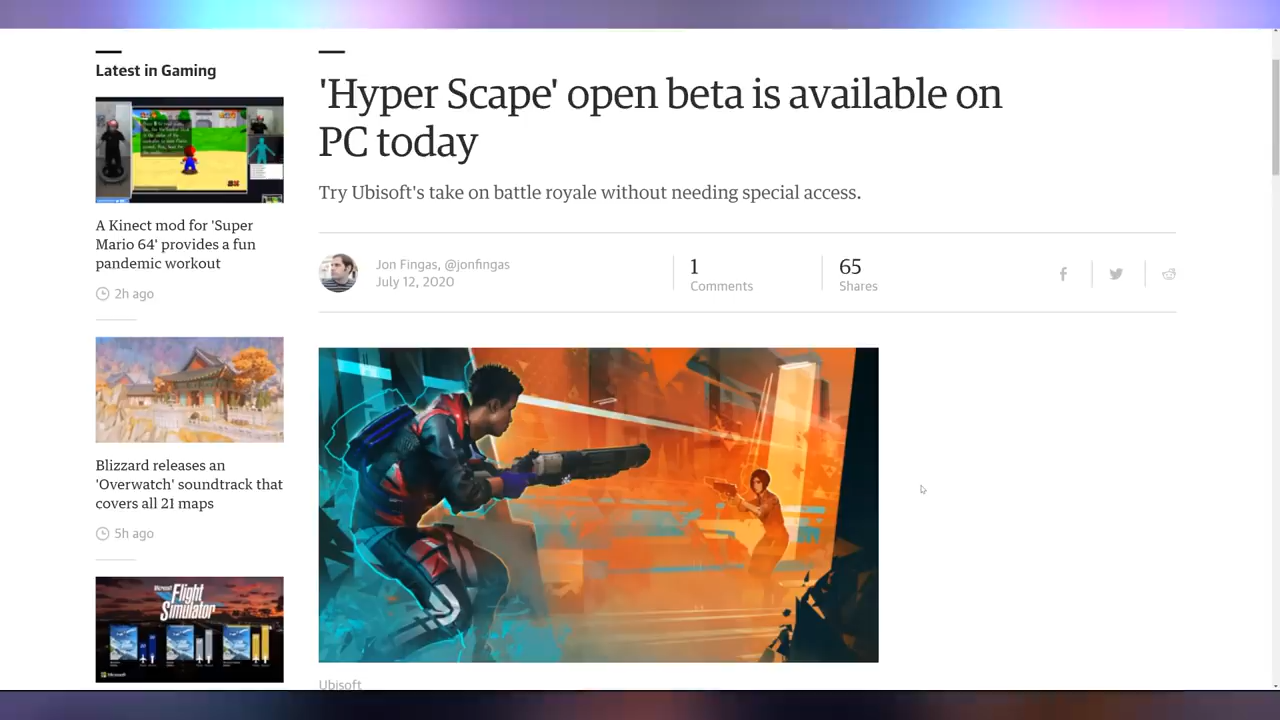 Latest in Gaming
A Kinect mod for 'Super
Mario 64' provides a fun
pandemic workout
2h ago
Blizzard releases an
'Overwatch' soundtrack that
covers all 21 maps
5h ago
Microsoft
Flight
Simulator
Microsoft
'Hyper Scape' open beta is available on
PC today
Try Ubisoft's take on battle royale without needing special access.
Jon Fingas, @jonfingas
July 12, 2020
1
Comments
65
Shares
Ubisoft